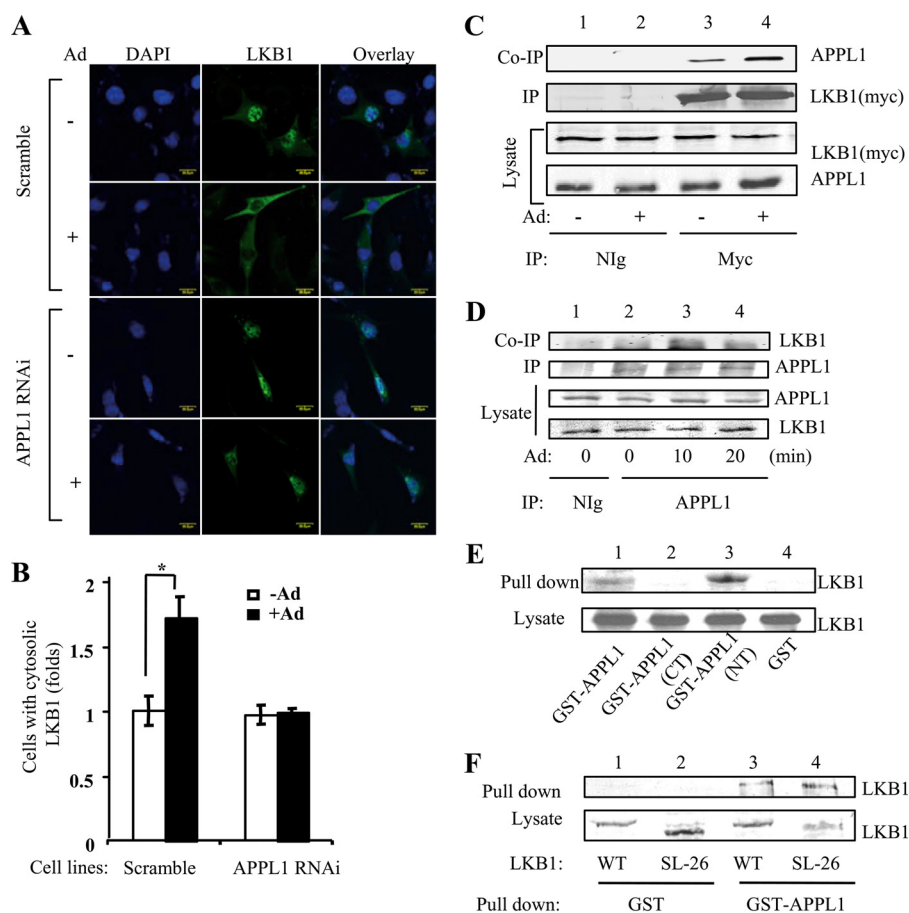 A
Ad DAPI LKB1 Overlay
Scramble
-
+
APPL1 RNAi
-
+
B
Cells with cytosolic
LKB1 (folds)
2
1.5
1
0.5
0
*
-Ad
+Ad
Cell lines: Scramble APPL1 RNAi
C
1 2 3 4
Co-IP APPL1
IP LKB1(myc)
Lysate
LKB1(myc)
APPL1
Ad: - + - +
IP: NIg Myc
D
1 2 3 4
Co-IP LKB1
IP APPL1
Lysate APPL1
LKB1
Ad: 0 0 10 20 (min)
IP: NIg APPL1
E
1 2 3 4
Pull down LKB1
Lysate LKB1
GST-APPL1
GST-APPL1
(CT)
GST-APPL1
(NT)
GST
F
1 2 3 4
Pull down LKB1
Lysate LKB1
LKB1: WT SL-26 WT SL-26
Pull down: GST GST-APPL1